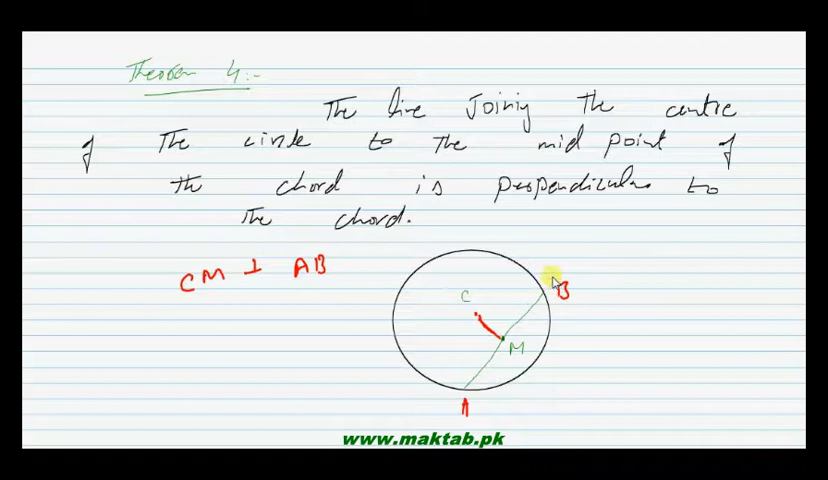 Theorem 4:-
The line Joining the centre
of The circle to the mid point of
the chord is perpendicular to
the chord.
CM ⊥ AB
C
B
M
A
www.maktab.pk